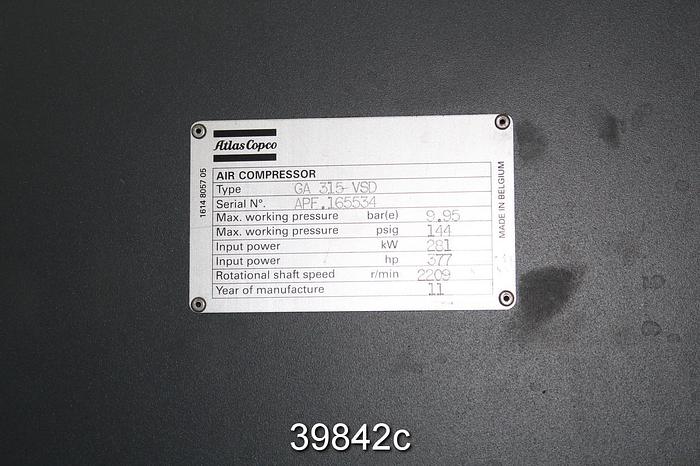 Atlas Copco
AIR COMPRESSOR
Type GA 315-VSD
Serial N°. APF.165534
Max. working pressure bar(e) 9.95
Max. working pressure psig 144
Input power kW 281
Input power hp 377
Rotational shaft speed r/min 2209
Year of manufacture 11
1614 8057 05
MADE IN BELGIUM
39842c